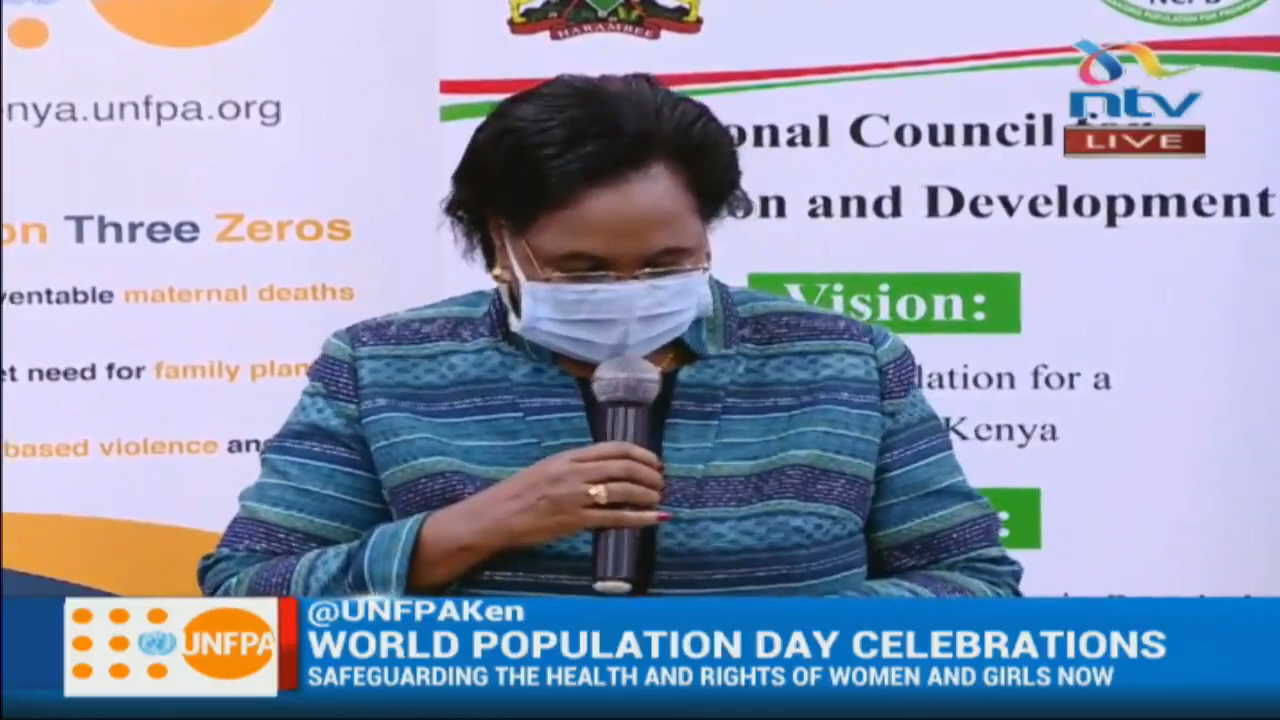 HARAMBEE
nya.unfpa.org
on Three Zeros
ventable maternal deaths
et need for family plan
based violence an
onal Council
on and Development
Vision:
lation for a
Kenya
:
ntv
LIVE
@UNFPAKen
UNFPA
WORLD POPULATION DAY CELEBRATIONS
SAFEGUARDING THE HEALTH AND RIGHTS OF WOMEN AND GIRLS NOW